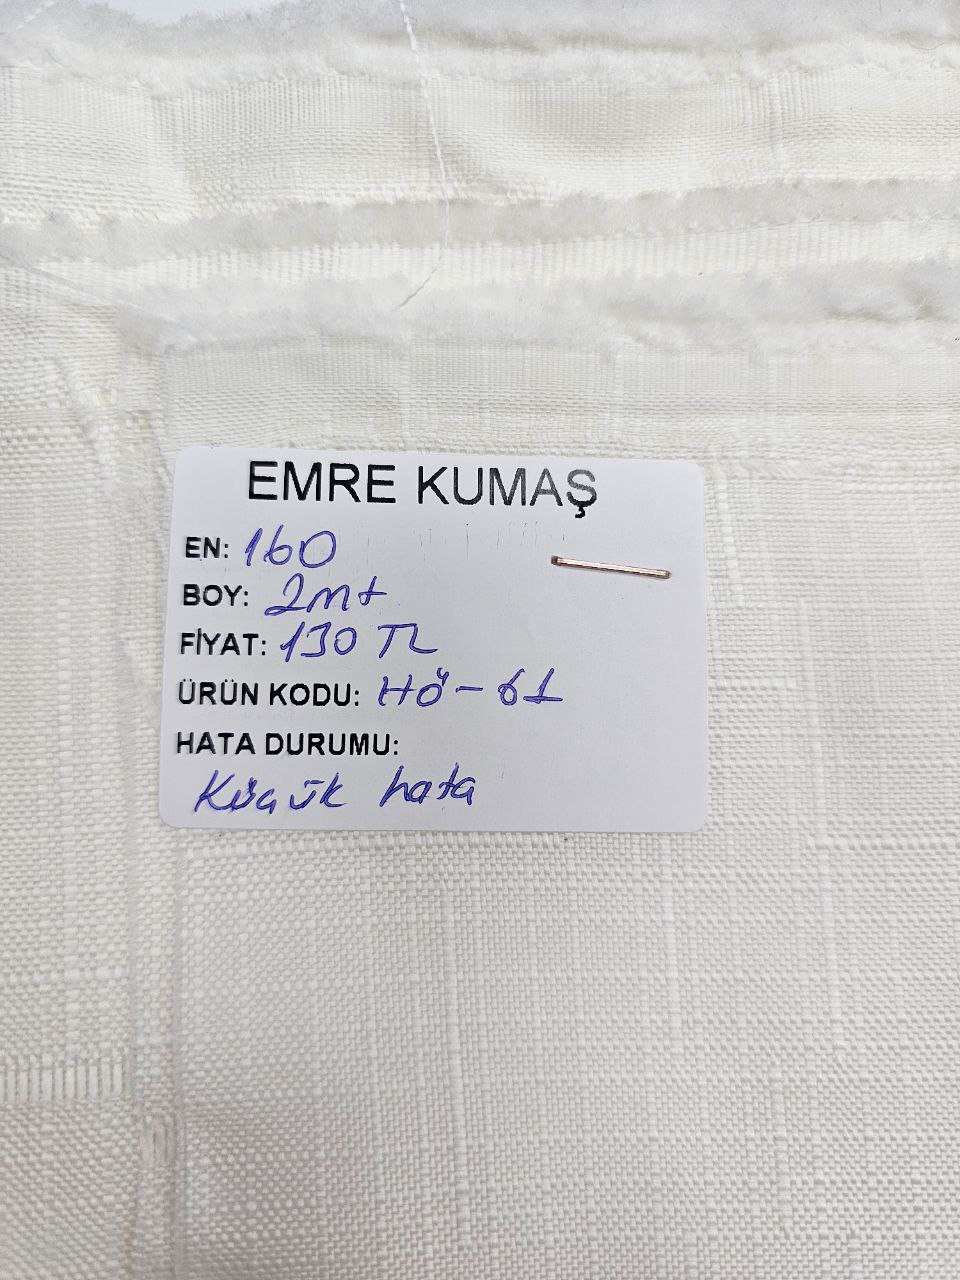 EMRE KUMAŞ
EN: 160
BOY: 2mt
FİYAT: 130 TL
ÜRÜN KODU: HÖ-61
HATA DURUMU:
Küçük hata